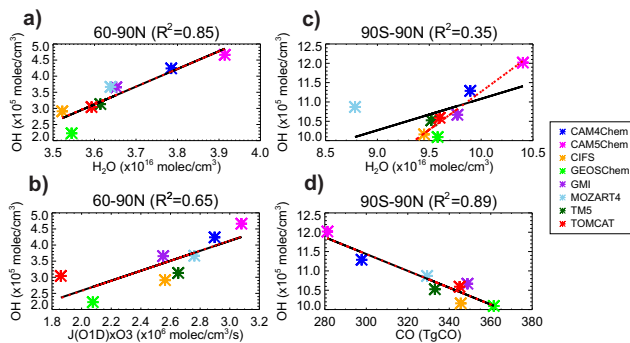 a) 60-90N (R²=0.85)
OH (x10⁵ molec/cm³)
5.0
4.5
4.0
3.5
3.0
2.5
2.0
3.5 3.6 3.7 3.8 3.9 4.0
H₂O (x10¹⁶ molec/cm³)
c) 90S-90N (R²=0.35)
OH (x10⁵ molec/cm³)
12.5
12.0
11.5
11.0
10.5
10.0
8.5 9.0 9.5 10.0 10.5
H₂O (x10¹⁶ molec/cm³)
b) 60-90N (R²=0.65)
OH (x10⁵ molec/cm³)
5.0
4.5
4.0
3.5
3.0
2.5
2.0
1.8 2.0 2.2 2.4 2.6 2.8 3.0 3.2
J(O1D)xO3 (x10⁶ molec/cm³/s)
d) 90S-90N (R²=0.89)
OH (x10⁵ molec/cm³)
12.5
12.0
11.5
11.0
10.5
10.0
280 300 320 340 360 380
CO (TgCO)
CAM4Chem
CAM5Chem
CIFS
GEOSChem
GMI
MOZART4
TM5
TOMCAT